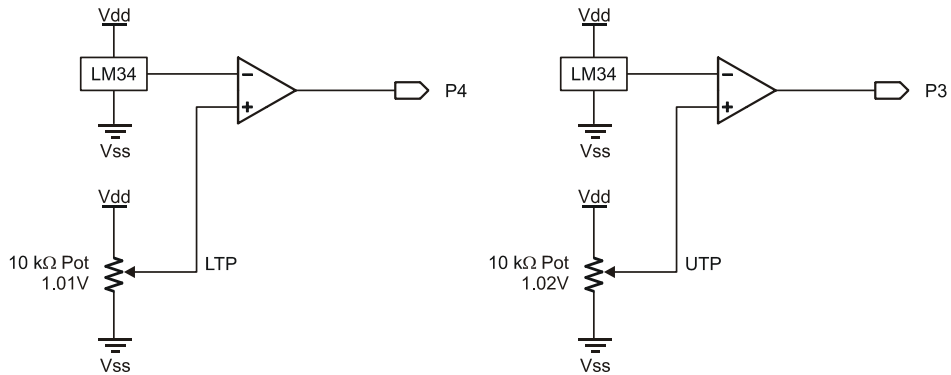 Vdd
LM34
−
+
P4
Vss
Vdd
10 kΩ Pot
1.01V
LTP
Vss
Vdd
LM34
−
+
P3
Vss
Vdd
10 kΩ Pot
1.02V
UTP
Vss